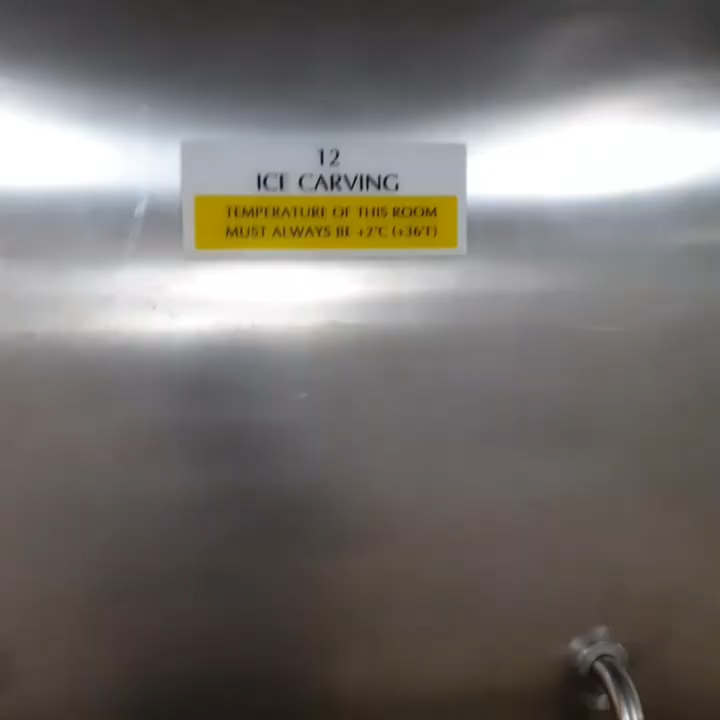 12
ICE CARVING
TEMPERATURE OF THIS ROOM
MUST ALWAYS BE +2°C (+36°F)